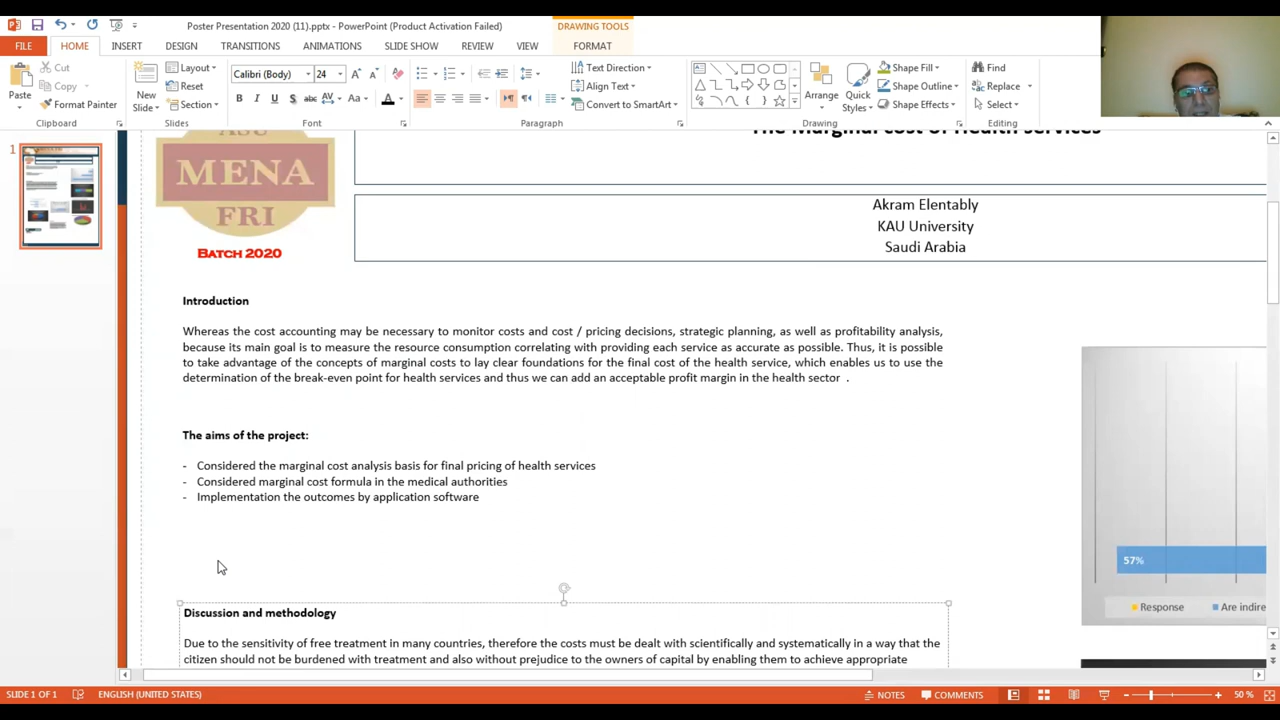 Poster Presentation 2020 (11).pptx - PowerPoint (Product Activation Failed)
DRAWING TOOLS
FILE
HOME
INSERT
DESIGN
TRANSITIONS
ANIMATIONS
SLIDE SHOW
REVIEW
VIEW
FORMAT
Paste
Cut
Copy
Format Painter
Clipboard
New Slide
Layout
Reset
Section
Slides
Calibri (Body)
24
Font
Paragraph
Text Direction
Align Text
Convert to SmartArt
Arrange
Quick Styles
Shape Fill
Shape Outline
Shape Effects
Drawing
Find
Replace
Select
Editing
1
ASU
MENA
FRI
BATCH 2020
The Marginal cost of Health Services
Akram Elentably
KAU University
Saudi Arabia
Introduction
Whereas the cost accounting may be necessary to monitor costs and cost / pricing decisions, strategic planning, as well as profitability analysis,
because its main goal is to measure the resource consumption correlating with providing each service as accurate as possible. Thus, it is possible
to take advantage of the concepts of marginal costs to lay clear foundations for the final cost of the health service, which enables us to use the
determination of the break-even point for health services and thus we can add an acceptable profit margin in the health sector .
The aims of the project:
- Considered the marginal cost analysis basis for final pricing of health services
- Considered marginal cost formula in the medical authorities
- Implementation the outcomes by application software
Discussion and methodology
Due to the sensitivity of free treatment in many countries, therefore the costs must be dealt with scientifically and systematically in a way that the
citizen should not be burdened with treatment and also without prejudice to the owners of capital by enabling them to achieve appropriate
57%
Response
Are indire
SLIDE 1 OF 1
ENGLISH (UNITED STATES)
NOTES
COMMENTS
50 %